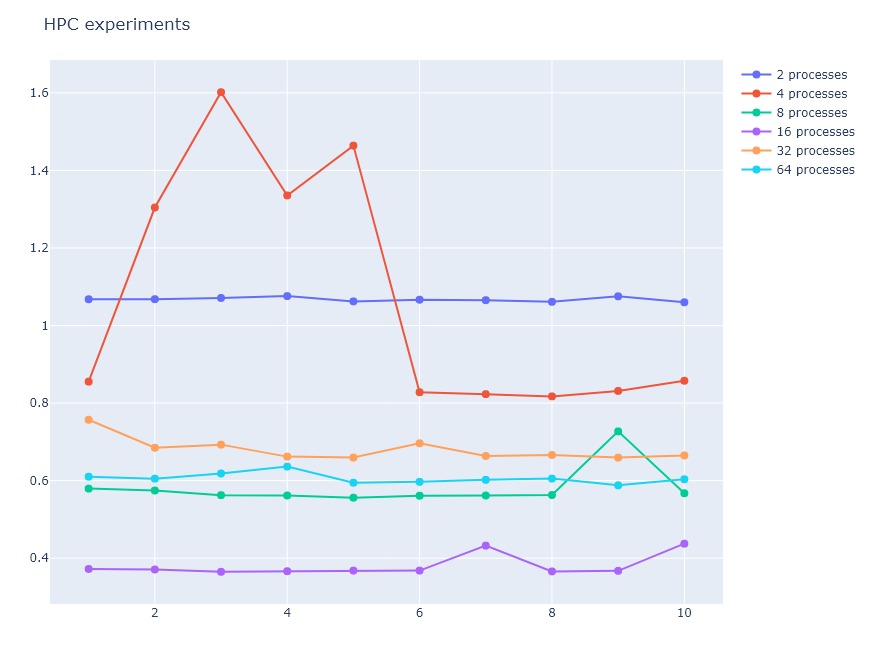 HPC experiments
2 processes
4 processes
8 processes
16 processes
32 processes
64 processes
1.6
1.4
1.2
1
0.8
0.6
0.4
2 4 6 8 10